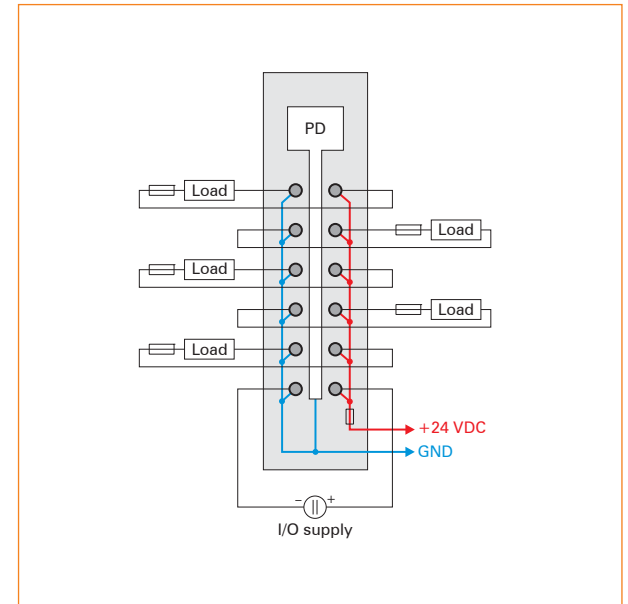 PD
Load
Load
Load
Load
Load
+24 VDC
GND
– +
I/O supply